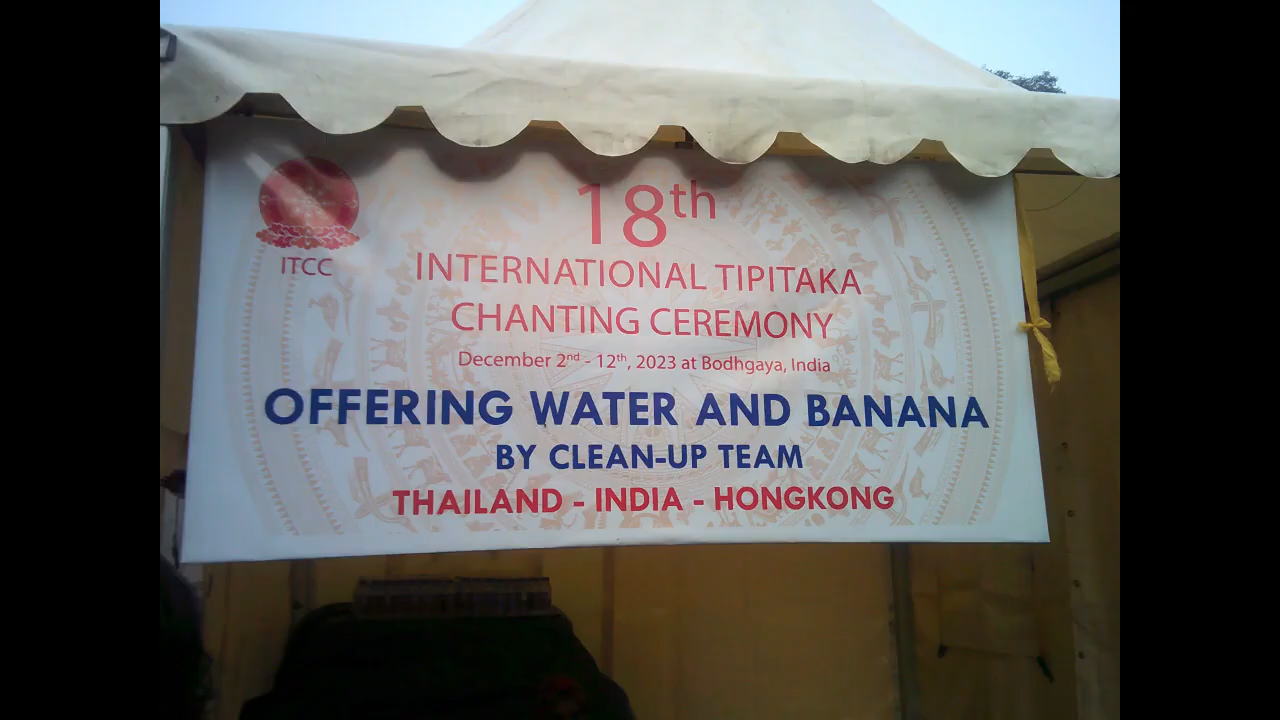 ITCC
18th
INTERNATIONAL TIPITAKA
CHANTING CEREMONY
December 2nd - 12th, 2023 at Bodhgaya, India
OFFERING WATER AND BANANA
BY CLEAN-UP TEAM
THAILAND - INDIA - HONGKONG